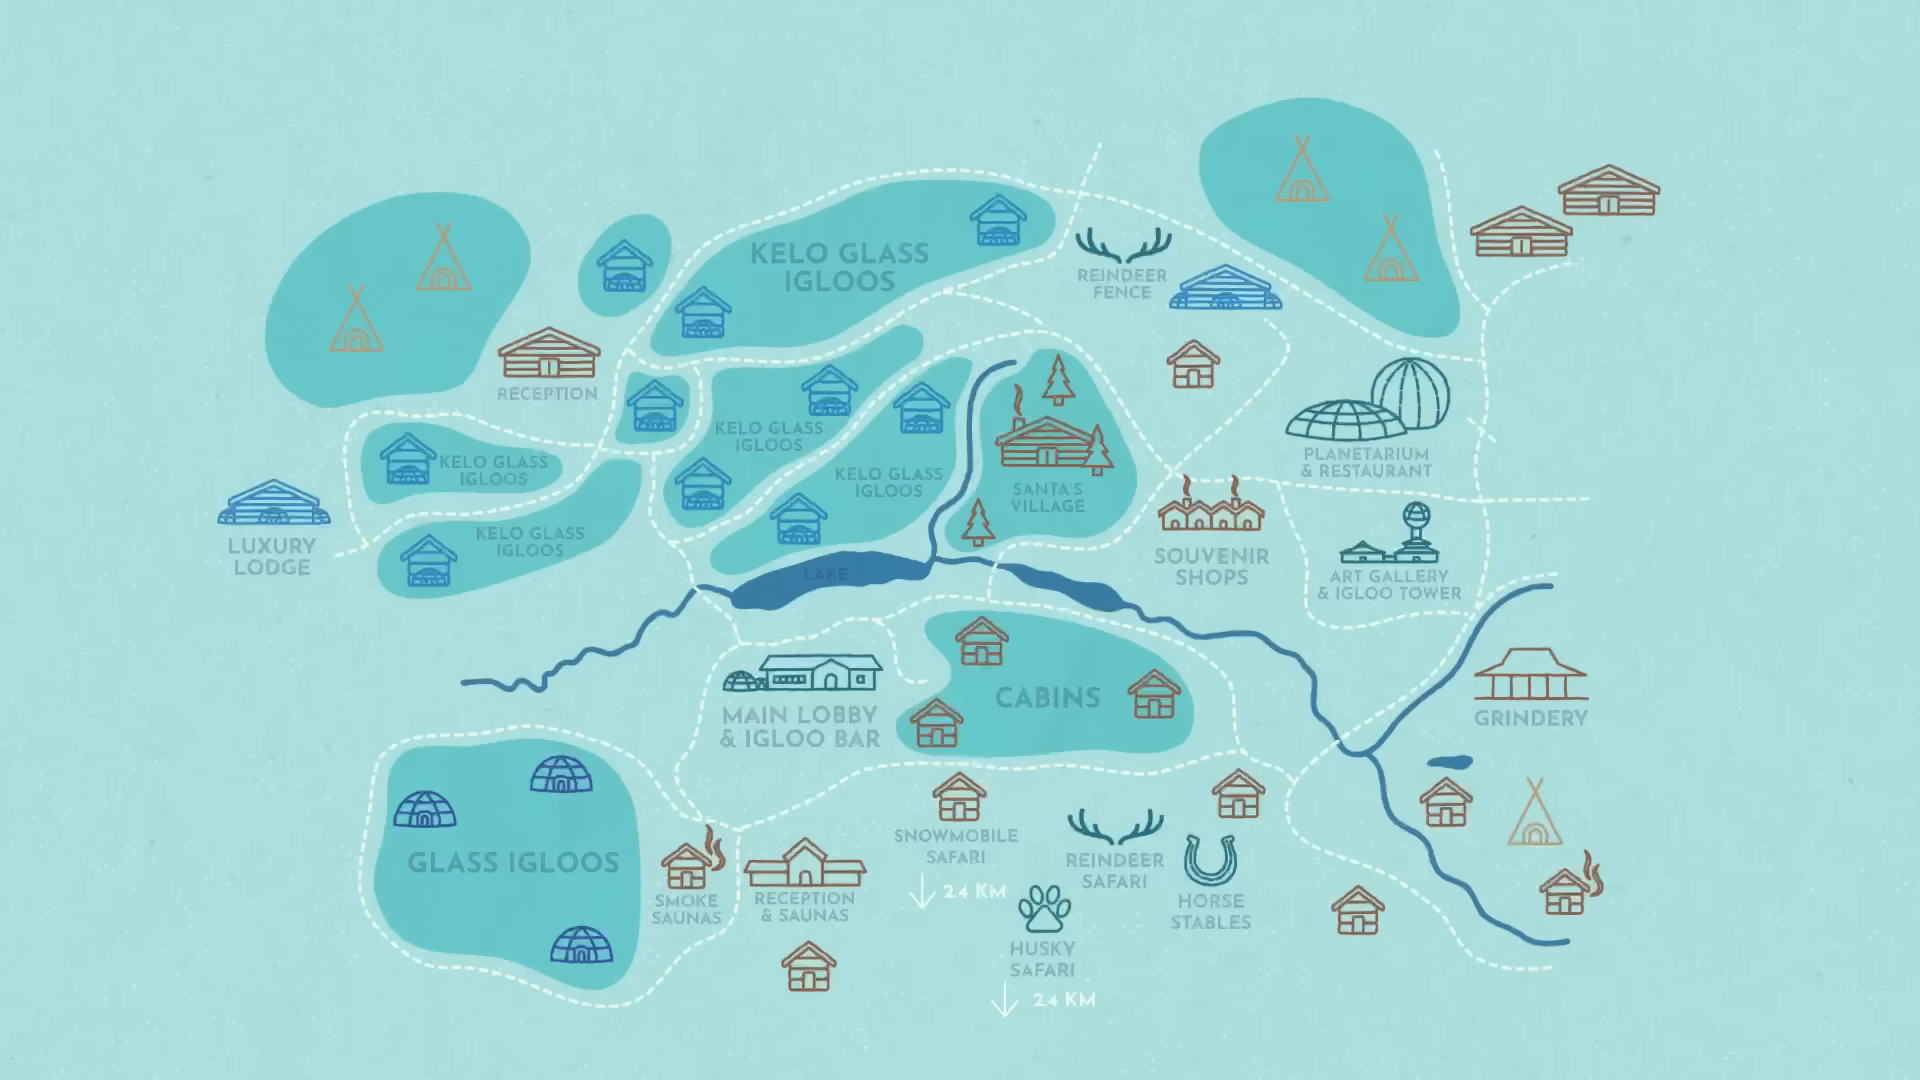 KELO GLASS
IGLOOS
REINDEER
FENCE
RECEPTION
KELO GLASS
IGLOOS
KELO GLASS
IGLOOS
KELO GLASS
IGLOOS
SANTA'S
VILLAGE
PLANETARIUM
& RESTAURANT
LUXURY
LODGE
KELO GLASS
IGLOOS
LAKE
SOUVENIR
SHOPS
ART GALLERY
& IGLOO TOWER
MAIN LOBBY
& IGLOO BAR
CABINS
GRINDERY
GLASS IGLOOS
SMOKE
SAUNAS
RECEPTION
& SAUNAS
SNOWMOBILE
SAFARI
2.4 KM
REINDEER
SAFARI
HORSE
STABLES
HUSKY
SAFARI
2.4 KM